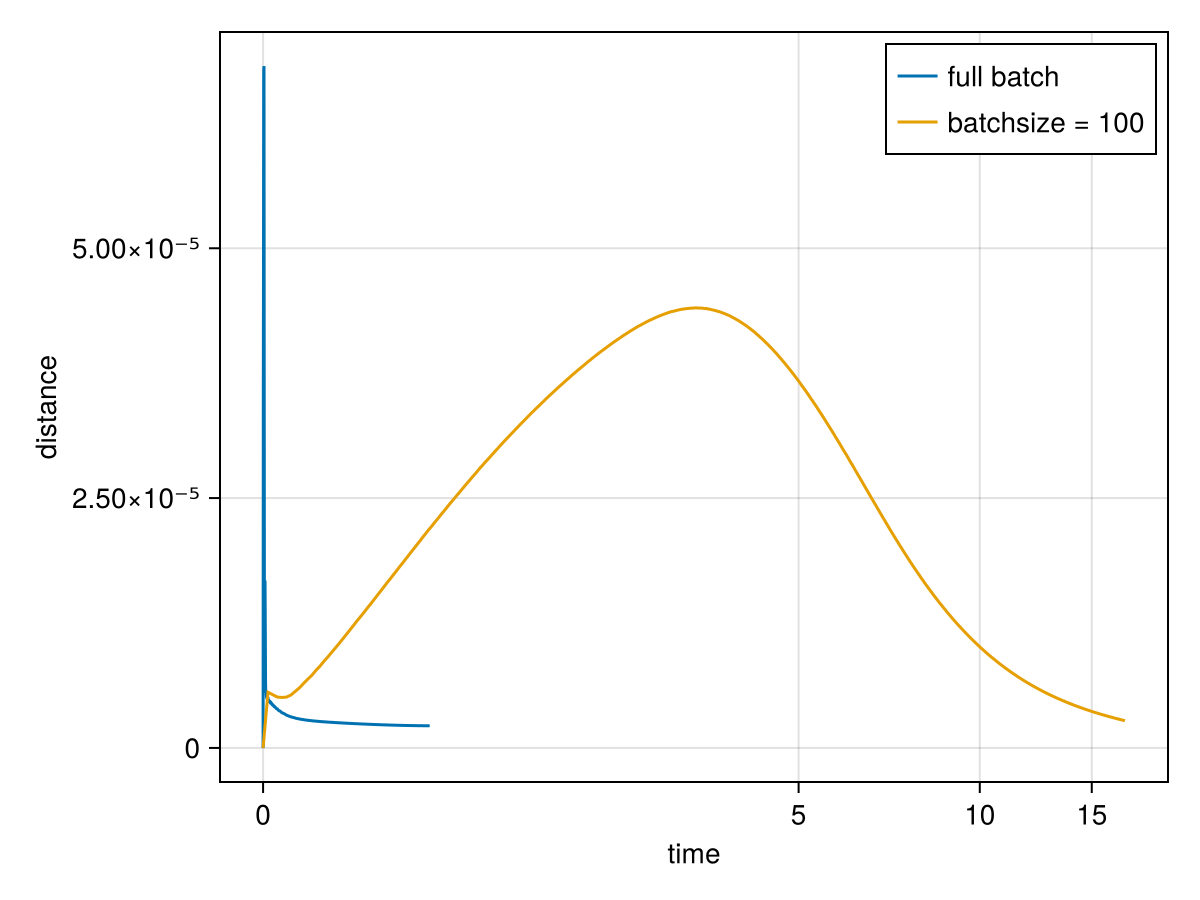 full batch
batchsize = 100
5.00×10⁻⁵
2.50×10⁻⁵
0
distance
0 5 10 15
time